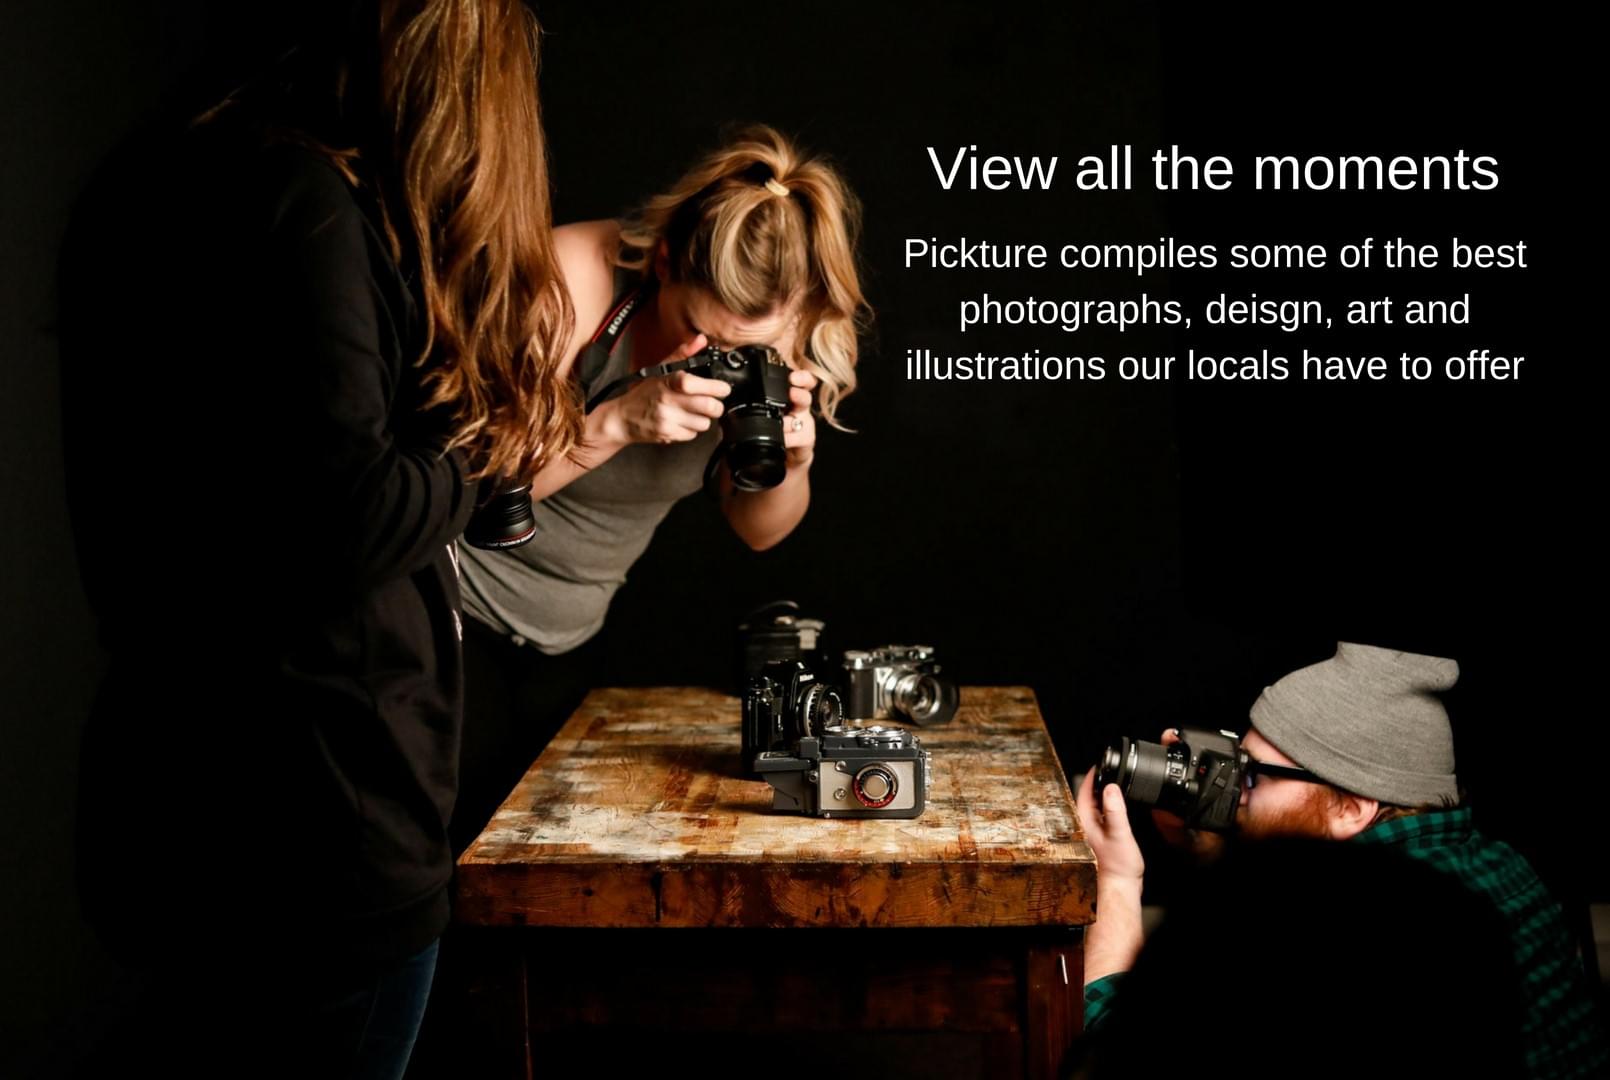 View all the moments
Pickture compiles some of the best
photographs, deisgn, art and
illustrations our locals have to offer
Nikon